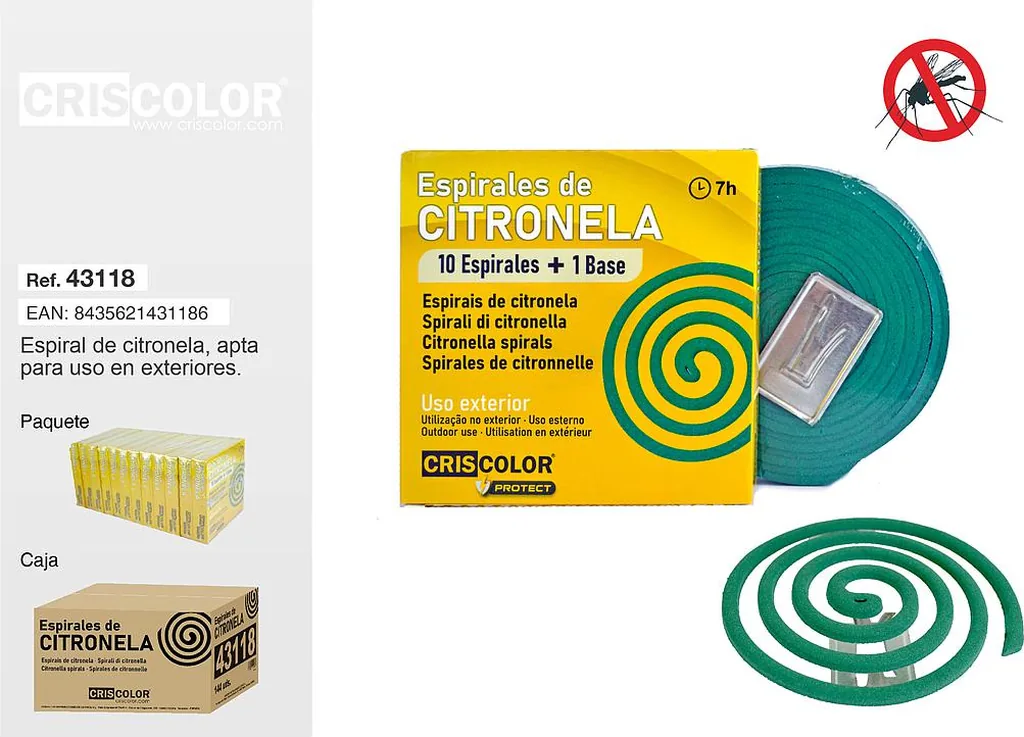 CRISCOLOR®
www.criscolor.com
Ref. 43118
EAN: 8435621431186
Espiral de citronela, apta
para uso en exteriores.
Paquete
Caja
Espirales de
CITRONELA
Espirais de citronela · Spirali di citronella
Citronella spirals · Spirales de citronnelle
CRISCOLOR
criscolor.com
Espirales de
CITRONELA
43118
144 uds.
Espirales de
CITRONELA
7h
10 Espirales + 1 Base
Espirais de citronela
Spirali di citronella
Citronella spirals
Spirales de citronnelle
Uso exterior
Utilização no exterior · Uso esterno
Outdoor use · Utilisation en extérieur
CRISCOLOR®
PROTECT